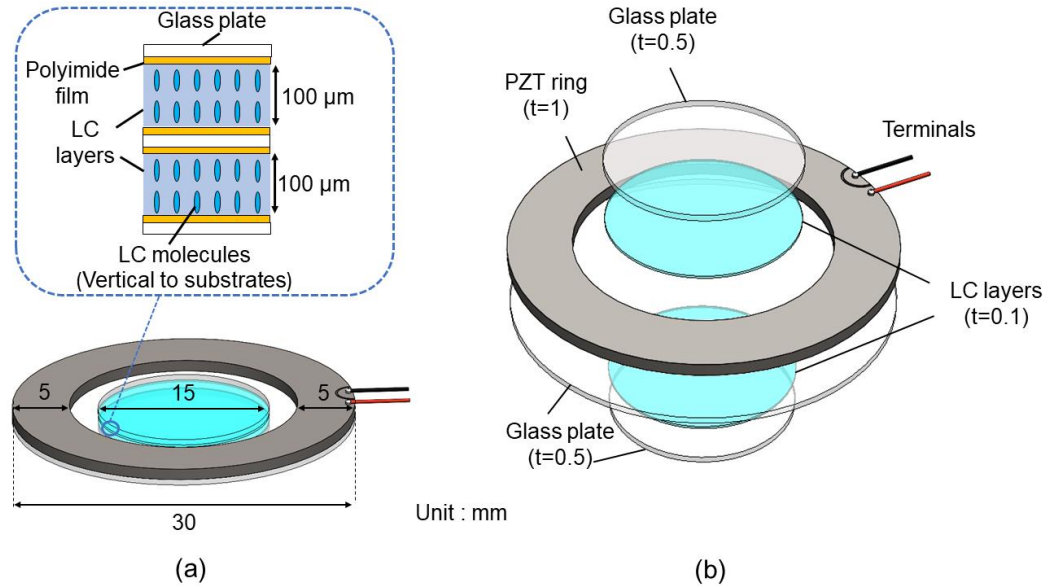 Glass plate
Polyimide
film
LC
layers
100 µm
100 µm
LC molecules
(Vertical to substrates)
5
15
5
30
Unit : mm
(a)
Glass plate
(t=0.5)
PZT ring
(t=1)
Terminals
LC layers
(t=0.1)
Glass plate
(t=0.5)
(b)